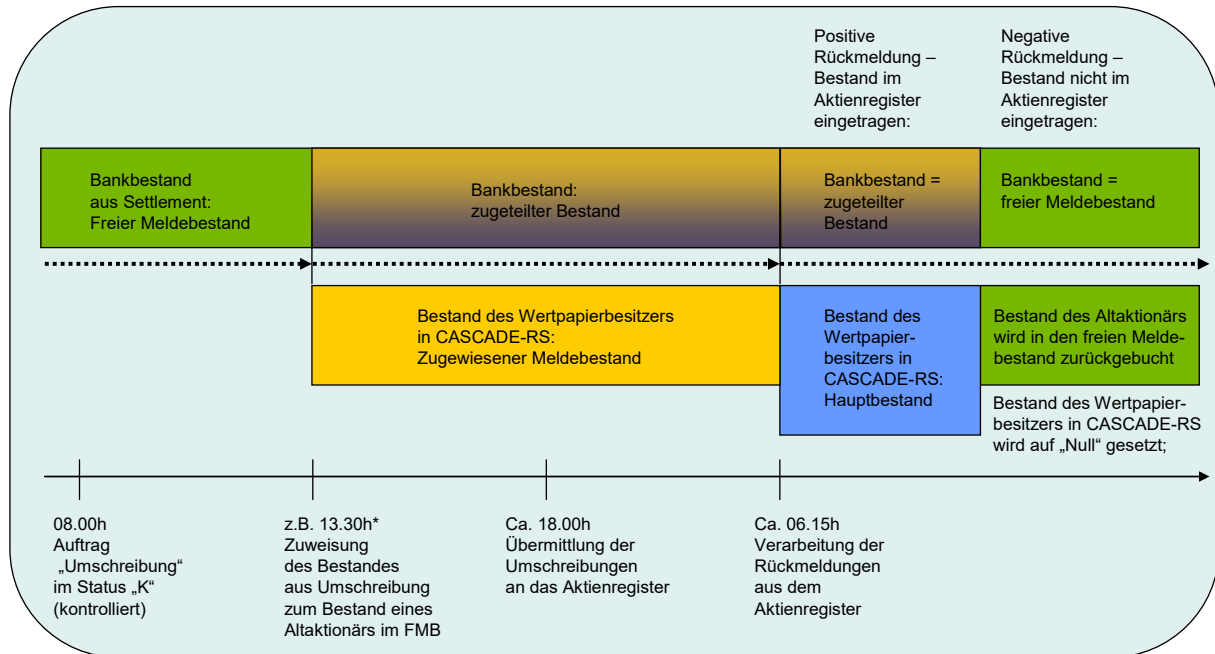 Positive
Rückmeldung –
Bestand im
Aktienregister
eingetragen:
Negative
Rückmeldung –
Bestand nicht im
Aktienregister
eingetragen:
Bankbestand
aus Settlement:
Freier Meldebestand
Bankbestand:
zugeteilter Bestand
Bankbestand =
zugeteilter
Bestand
Bankbestand =
freier Meldebestand
Bestand des Wertpapierbesitzers
in CASCADE-RS:
Zugewiesener Meldebestand
Bestand des
Wertpapier-
besitzers in
CASCADE-RS:
Hauptbestand
Bestand des Altaktionärs
wird in den freien Melde-
bestand zurückgebucht
Bestand des Wertpapier-
besitzers in CASCADE-RS
wird auf „Null“ gesetzt;
08.00h
Auftrag
„Umschreibung“
im Status „K“
(kontrolliert)
z.B. 13.30h*
Zuweisung
des Bestandes
aus Umschreibung
zum Bestand eines
Altaktionärs im FMB
Ca. 18.00h
Übermittlung der
Umschreibungen
an das Aktienregister
Ca. 06.15h
Verarbeitung der
Rückmeldungen
aus dem
Aktienregister